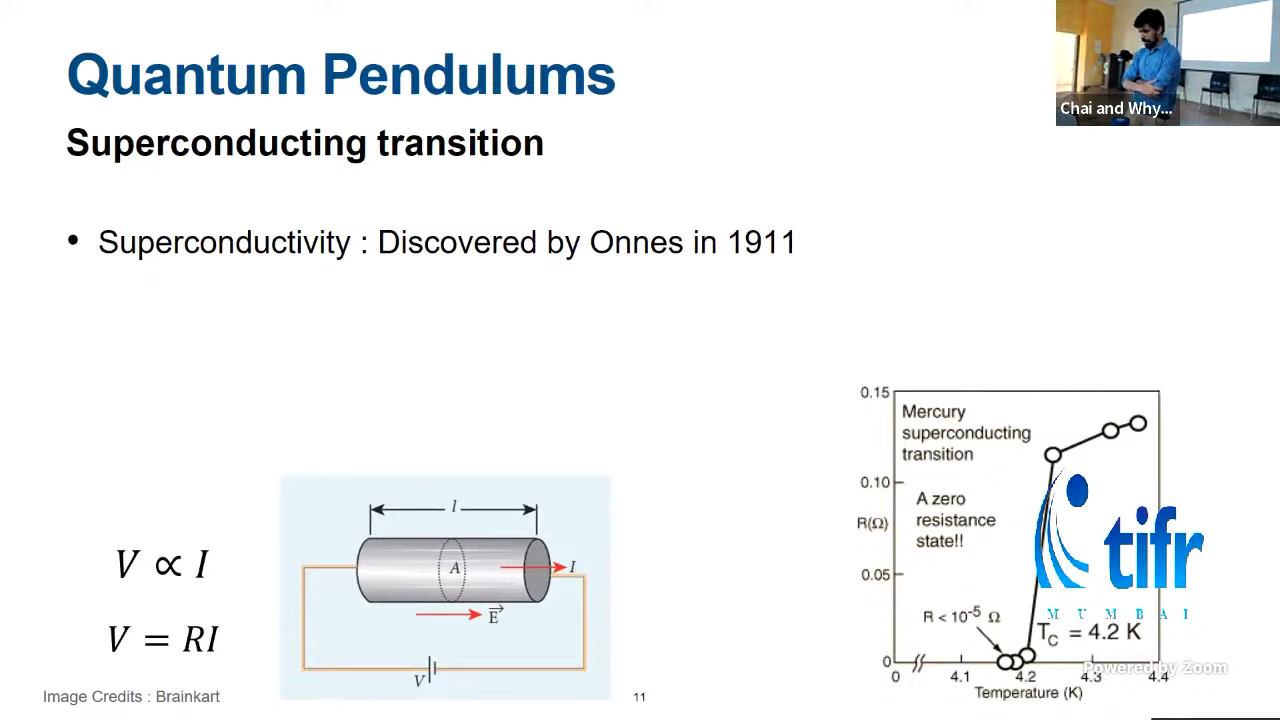 Quantum Pendulums
Chai and Why...
Superconducting transition
• Superconductivity : Discovered by Onnes in 1911
V ∝ I
V = RI
l
A
I
E
V
0.15
0.10
0.05
0
R(Ω)
Mercury
superconducting
transition
A zero
resistance
state!!
R < 10⁻⁵ Ω
T_C = 4.2 K
0 4.1 4.2 4.3 4.4
Temperature (K)
tifr
MUMBAI
Powered by Zoom
Image Credits : Brainkart
11